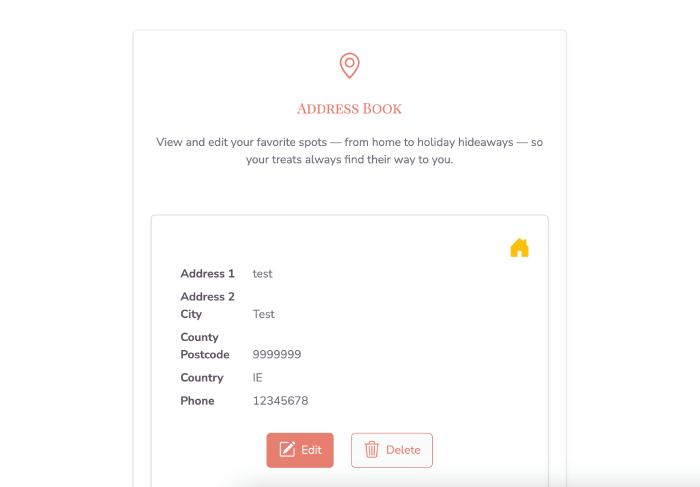 Address Book
View and edit your favorite spots — from home to holiday hideaways — so
your treats always find their way to you.
Address 1 test
Address 2
City Test
County
Postcode 9999999
Country IE
Phone 12345678
Edit Delete